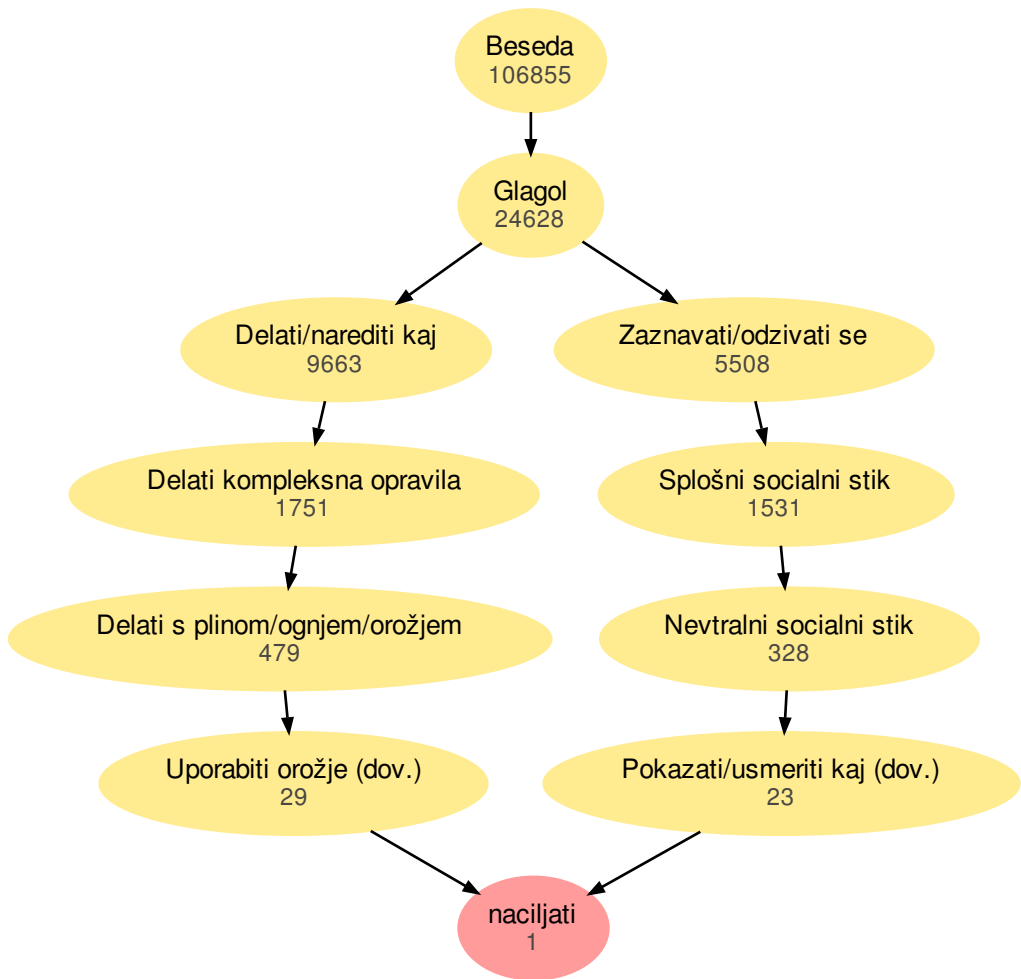 Beseda
106855
Glagol
24628
Delati/narediti kaj
9663
Zaznavati/odzivati se
5508
Delati kompleksna opravila
1751
Splošni socialni stik
1531
Delati s plinom/ognjem/orožjem
479
Nevtralni socialni stik
328
Uporabiti orožje (dov.)
29
Pokazati/usmeriti kaj (dov.)
23
naciljati
1